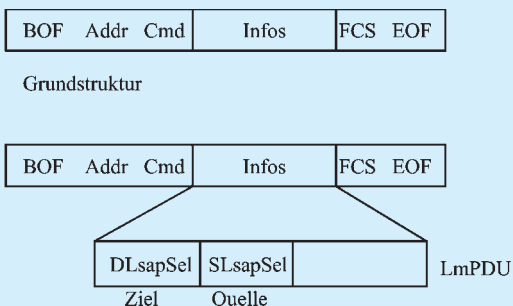 BOF Addr Cmd Infos FCS EOF
Grundstruktur
BOF Addr Cmd Infos FCS EOF
DLsapSel SLsapSel LmPDU
Ziel Quelle